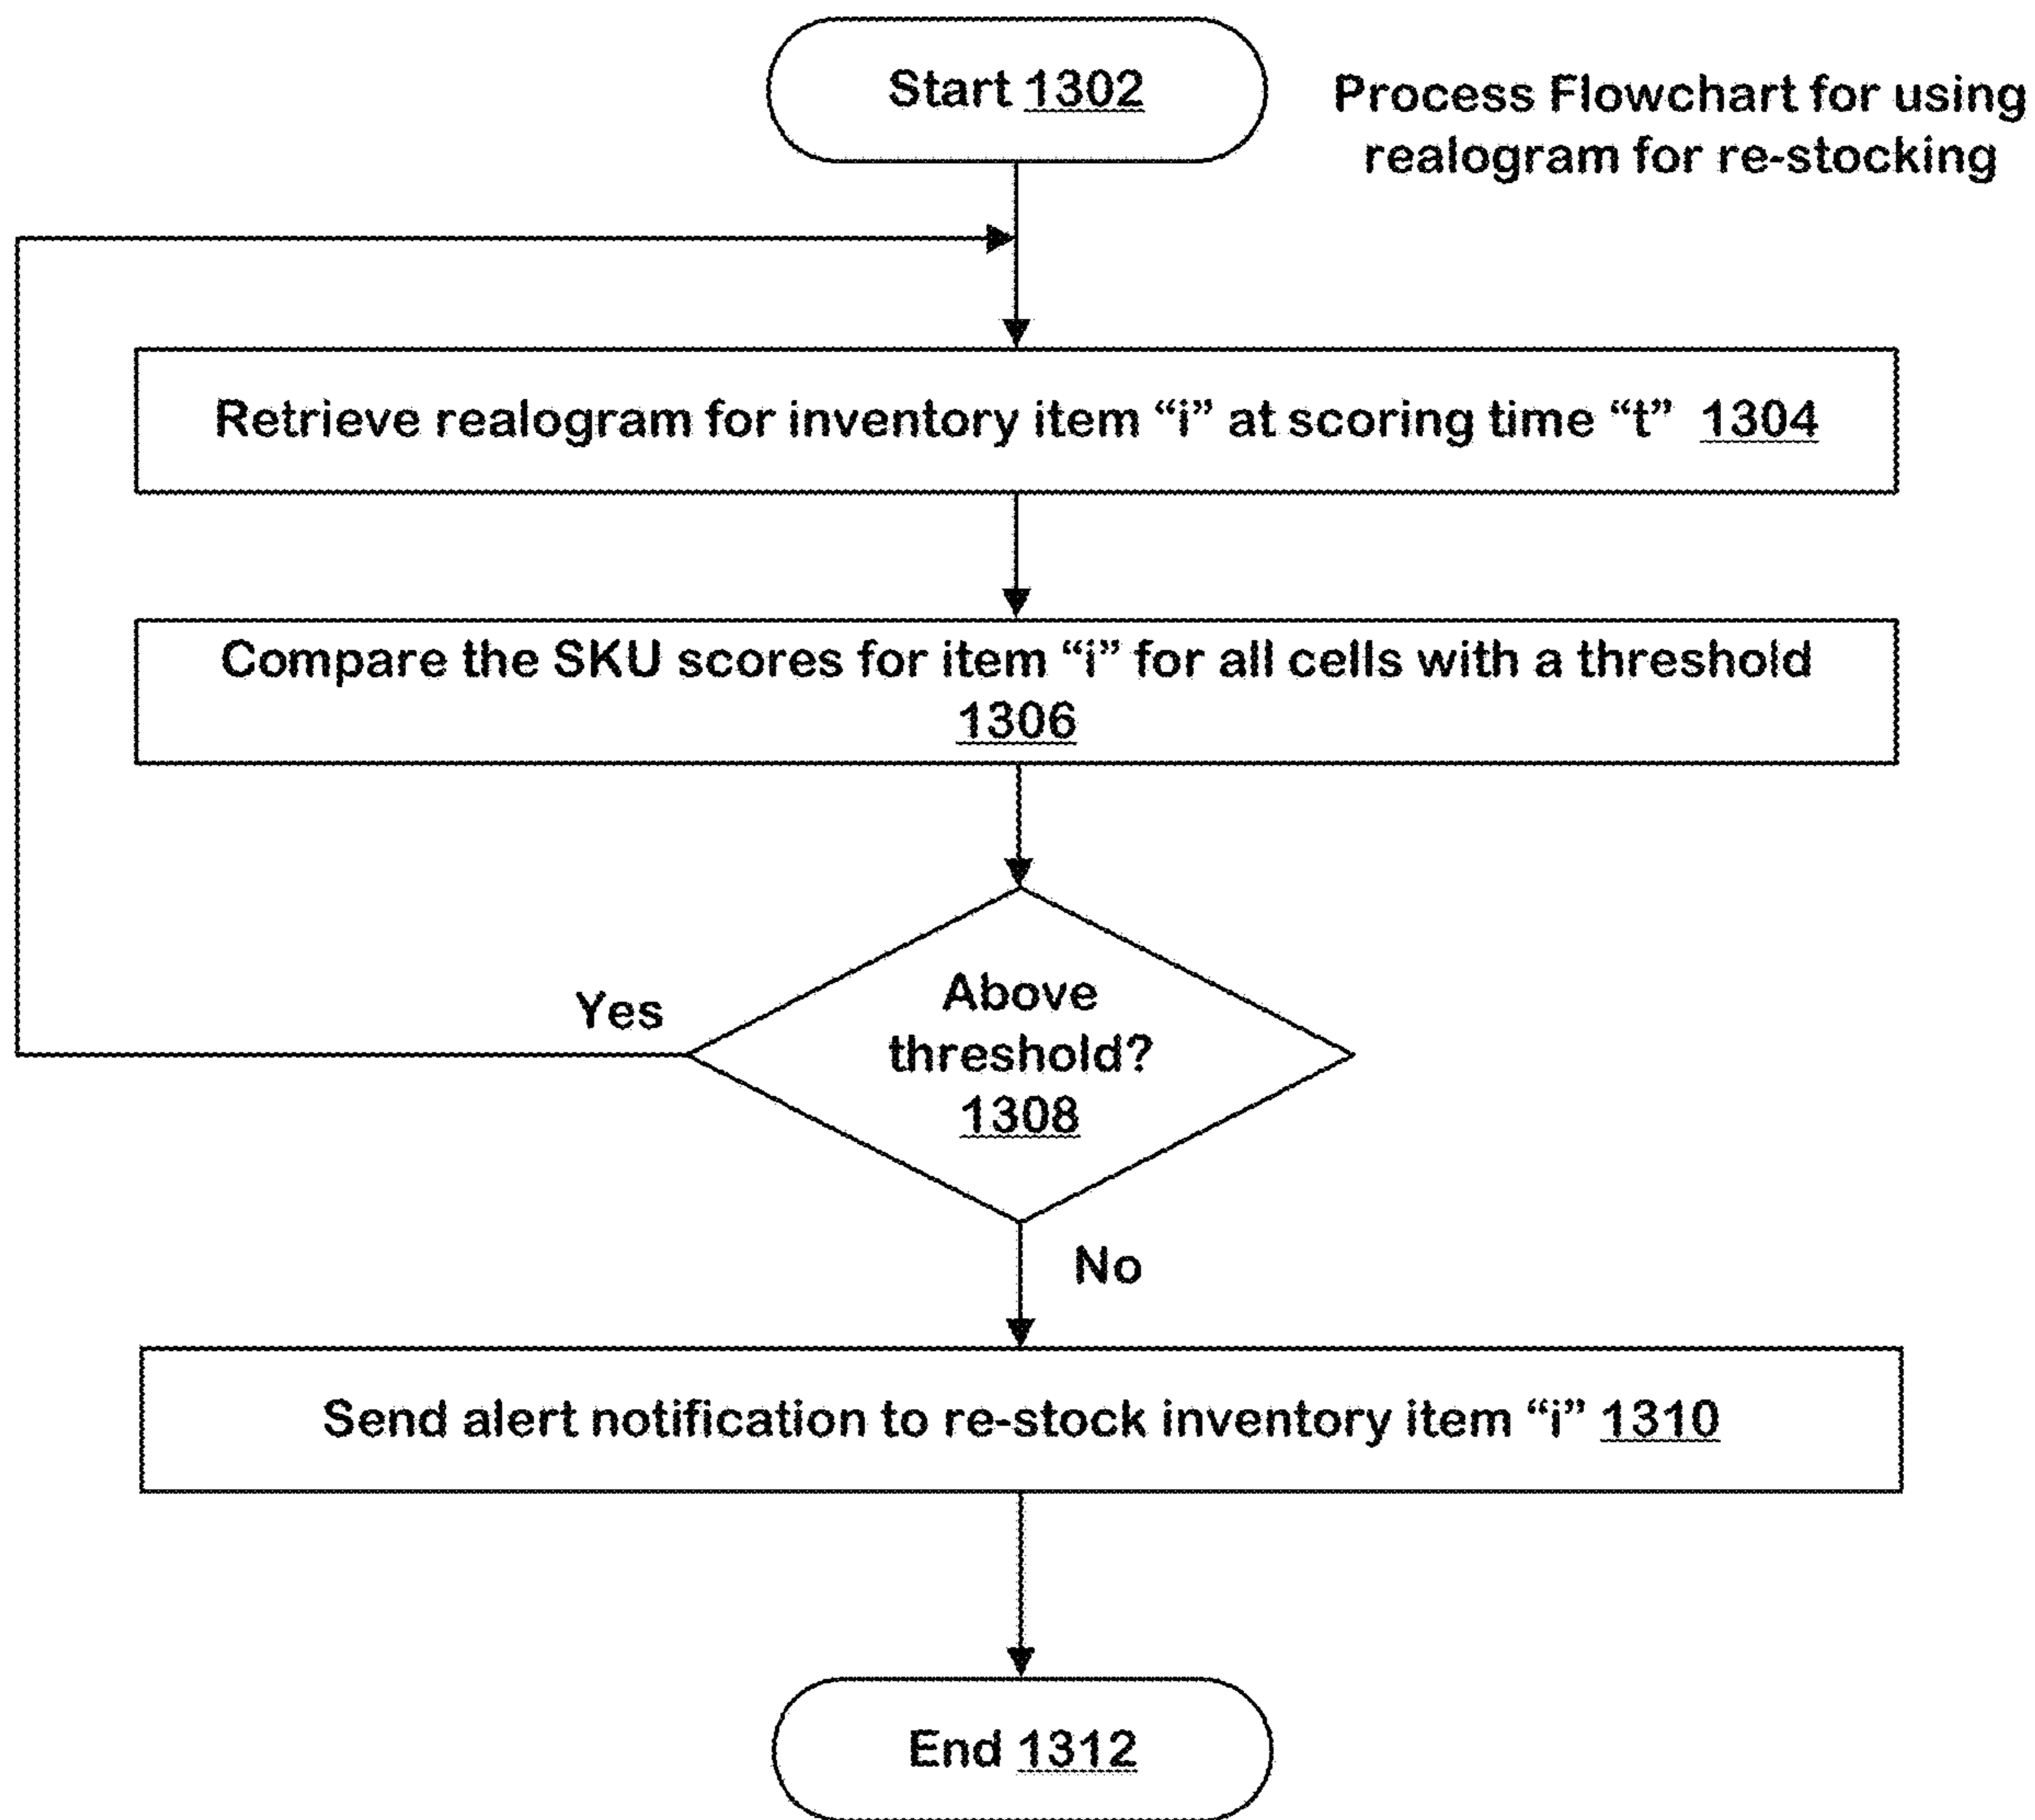 Start 1302
Process Flowchart for using
realogram for re-stocking
Retrieve realogram for inventory item “i” at scoring time “t” 1304
Compare the SKU scores for item “i” for all cells with a threshold
1306
Above
threshold?
1308
Yes
No
Send alert notification to re-stock inventory item “i” 1310
End 1312